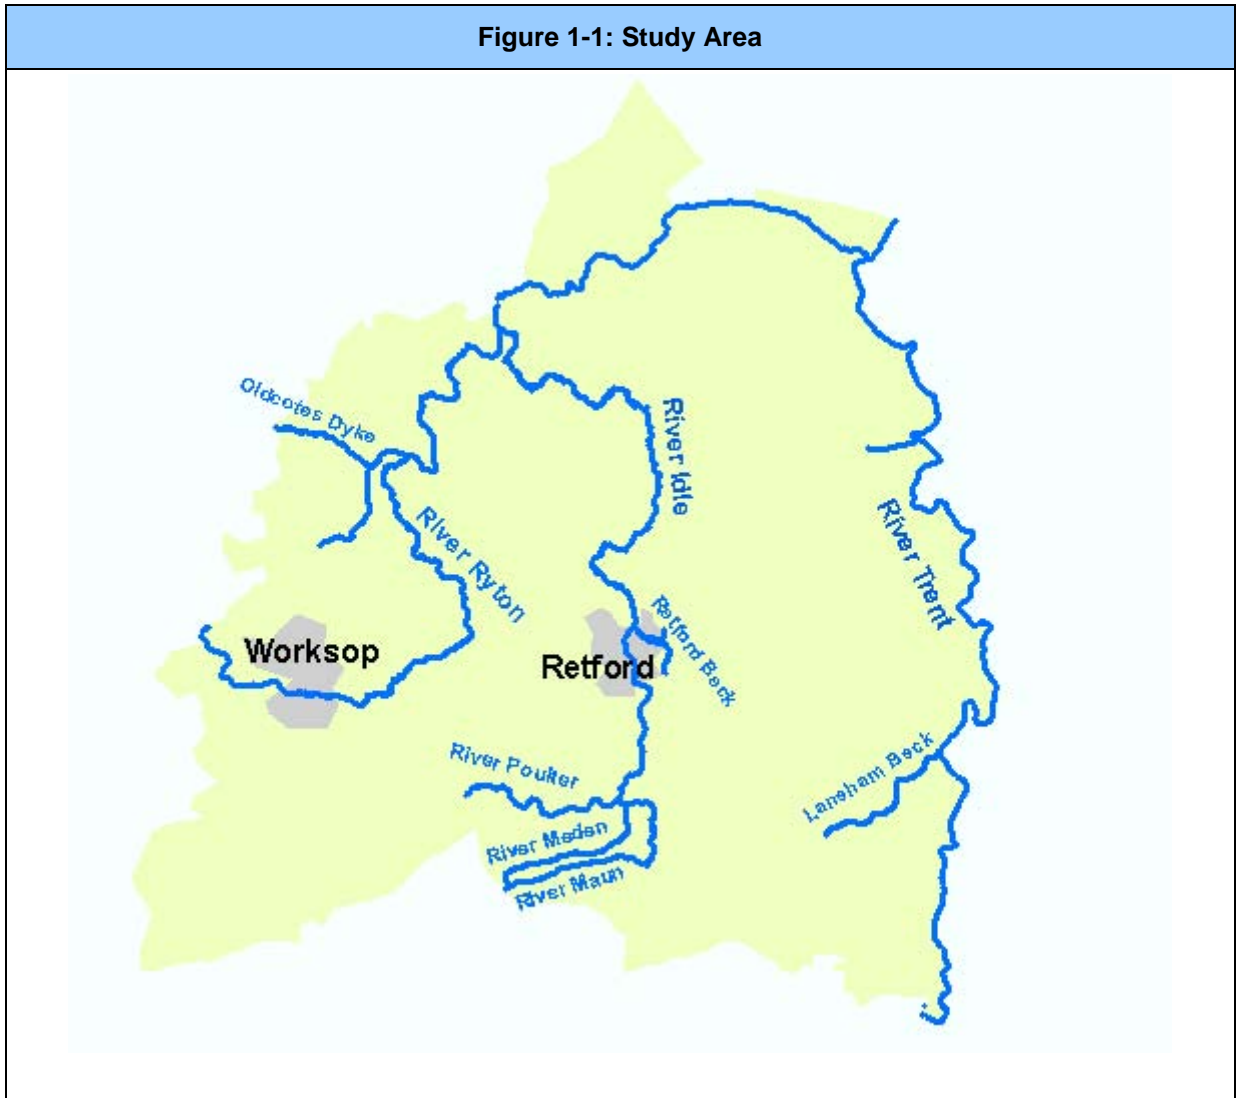 Figure 1-1: Study Area
Oldcotes Dyke
River Idle
River Ryton
River Trent
Retford Beck
Worksop
Retford
River Poulter
Laneham Beck
River Meden
River Maun